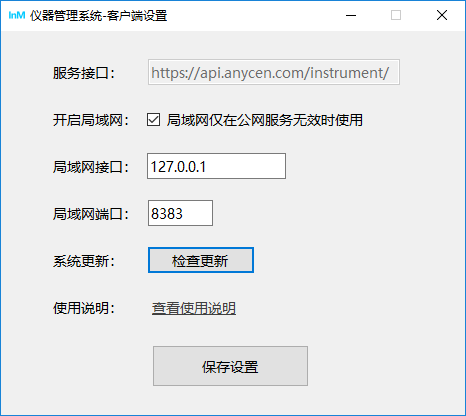 InM 仪器管理系统-客户端设置
服务接口： https://api.anycen.com/instrument/
开启局域网： 局域网仅在公网服务无效时使用
局域网接口： 127.0.0.1
局域网端口： 8383
系统更新： 检查更新
使用说明： 查看使用说明
保存设置